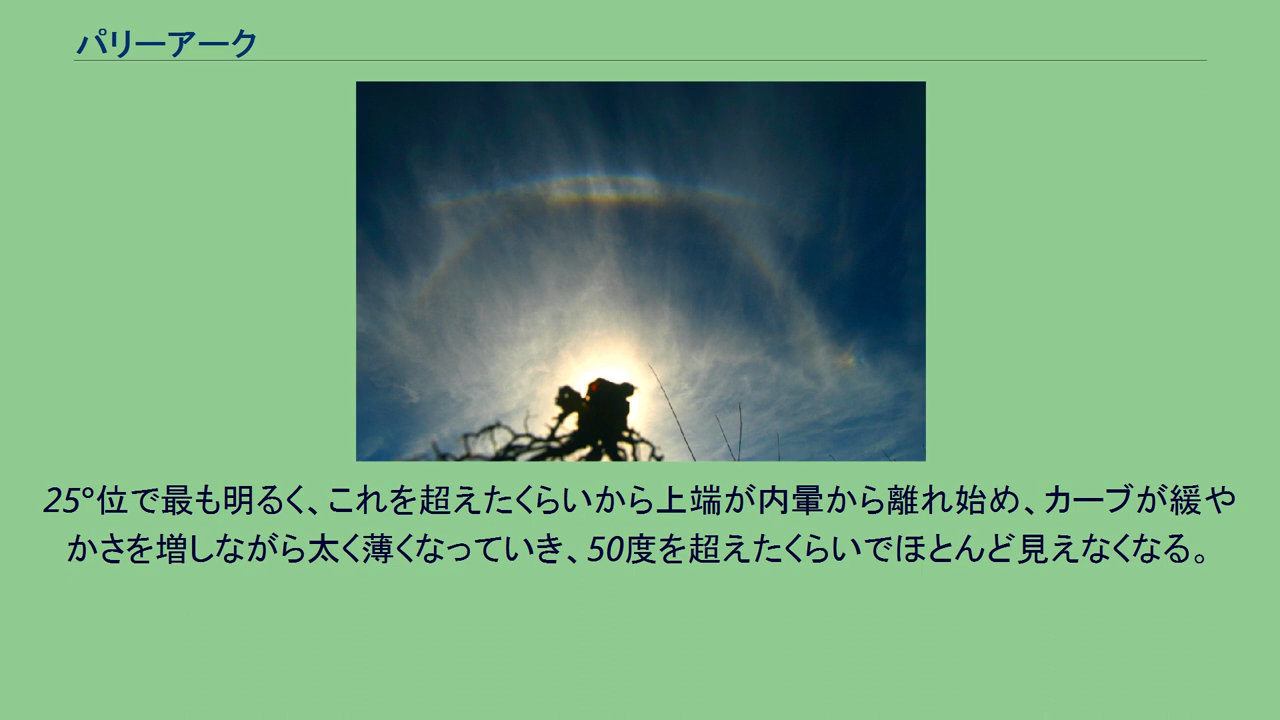 パリーアーク
25°位で最も明るく、これを超えたくらいから上端が内暈から離れ始め、カーブが緩や
かさを増しながら太く薄くなっていき、50度を超えたくらいでほとんど見えなくなる。